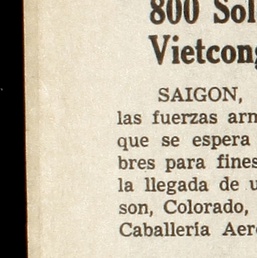 800 Sol
Vietcong
SAIGON,
las fuerzas arm
que se espera
bres para fines
la llegada de u
son, Colorado,
Caballería Aero